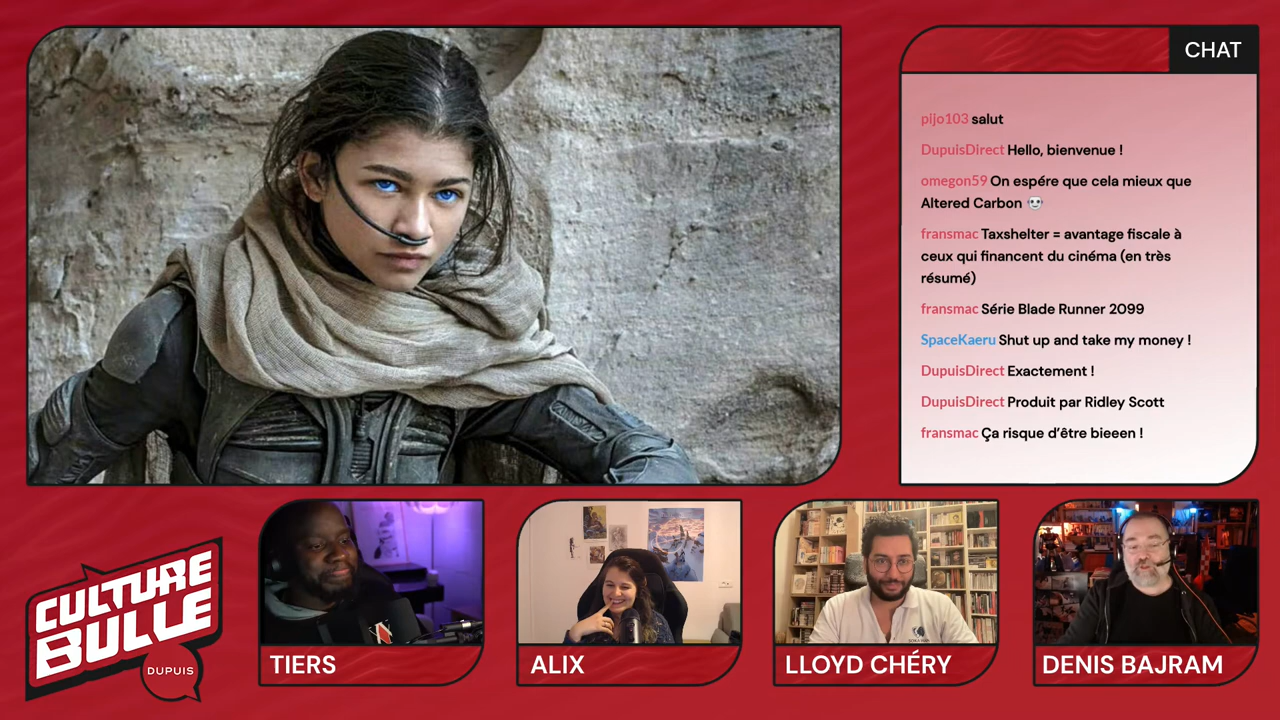 CHAT
pijo103 salut
DupuisDirect Hello, bienvenue !
omegon59 On espére que cela mieux que
Altered Carbon
fransmac Taxshelter = avantage fiscale à
ceux qui financent du cinéma (en très
résumé)
fransmac Série Blade Runner 2099
SpaceKaeru Shut up and take my money !
DupuisDirect Exactement !
DupuisDirect Produit par Ridley Scott
fransmac Ça risque d'être bieeen !
CULTURE
BULLE
DUPUIS
TIERS
ALIX
LLOYD CHÉRY
DENIS BAJRAM